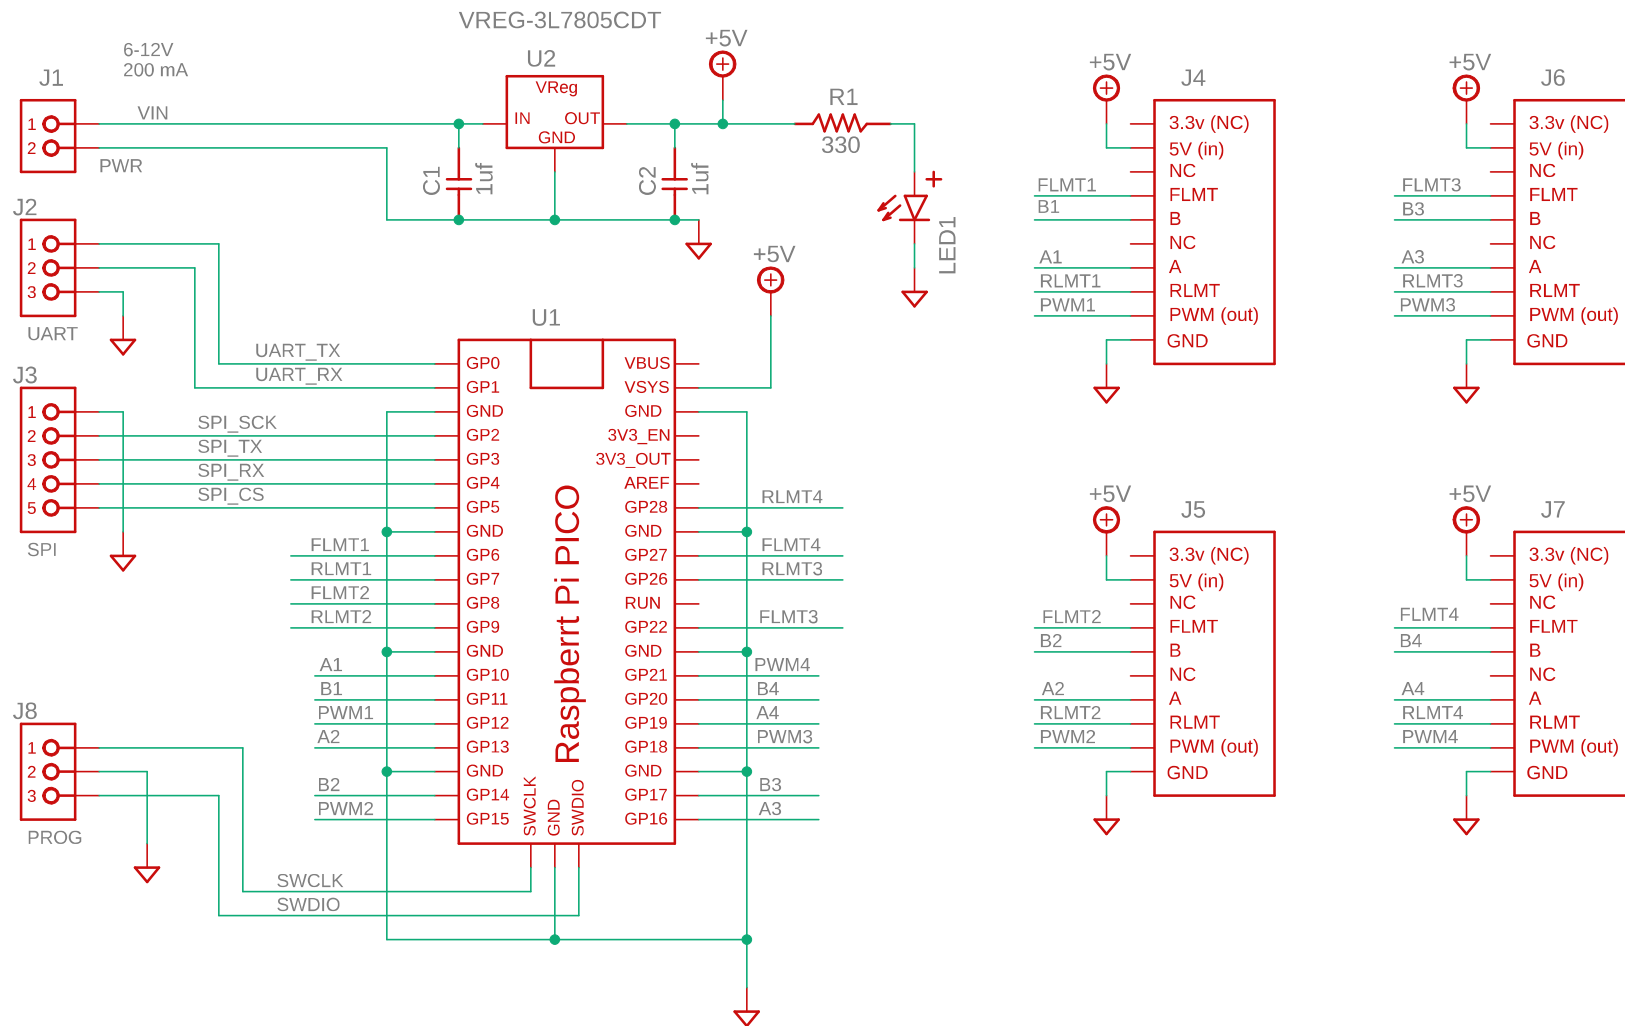 VREG-3L7805CDT
6-12V
200 mA
J1
1
2
VIN
PWR
U2
VReg
IN
OUT
GND
C1
1uf
C2
1uf
+5V
R1
330
+
LED1
J2
1
2
3
UART
UART_TX
UART_RX
J3
1
2
3
4
5
SPI
SPI_SCK
SPI_TX
SPI_RX
SPI_CS
FLMT1
RLMT1
FLMT2
RLMT2
A1
B1
PWM1
A2
B2
PWM2
J8
1
2
3
PROG
SWCLK
SWDIO
U1
GP0
GP1
GND
GP2
GP3
GP4
GP5
GND
GP6
GP7
GP8
GP9
GND
GP10
GP11
GP12
GP13
GND
GP14
GP15
Raspberrt Pi PICO
SWCLK
GND
SWDIO
VBUS
VSYS
GND
3V3_EN
3V3_OUT
AREF
GP28
GND
GP27
GP26
RUN
GP22
GND
GP21
GP20
GP19
GP18
GND
GP17
GP16
+5V
RLMT4
FLMT4
RLMT3
FLMT3
PWM4
B4
A4
PWM3
B3
A3
+5V
J4
3.3v (NC)
5V (in)
NC
FLMT
B
NC
A
RLMT
PWM (out)
GND
FLMT1
B1
A1
RLMT1
PWM1
+5V
J6
3.3v (NC)
5V (in)
NC
FLMT
B
NC
A
RLMT
PWM (out)
GND
FLMT3
B3
A3
RLMT3
PWM3
+5V
J5
3.3v (NC)
5V (in)
NC
FLMT
B
NC
A
RLMT
PWM (out)
GND
FLMT2
B2
A2
RLMT2
PWM2
+5V
J7
3.3v (NC)
5V (in)
NC
FLMT
B
NC
A
RLMT
PWM (out)
GND
FLMT4
B4
A4
RLMT4
PWM4